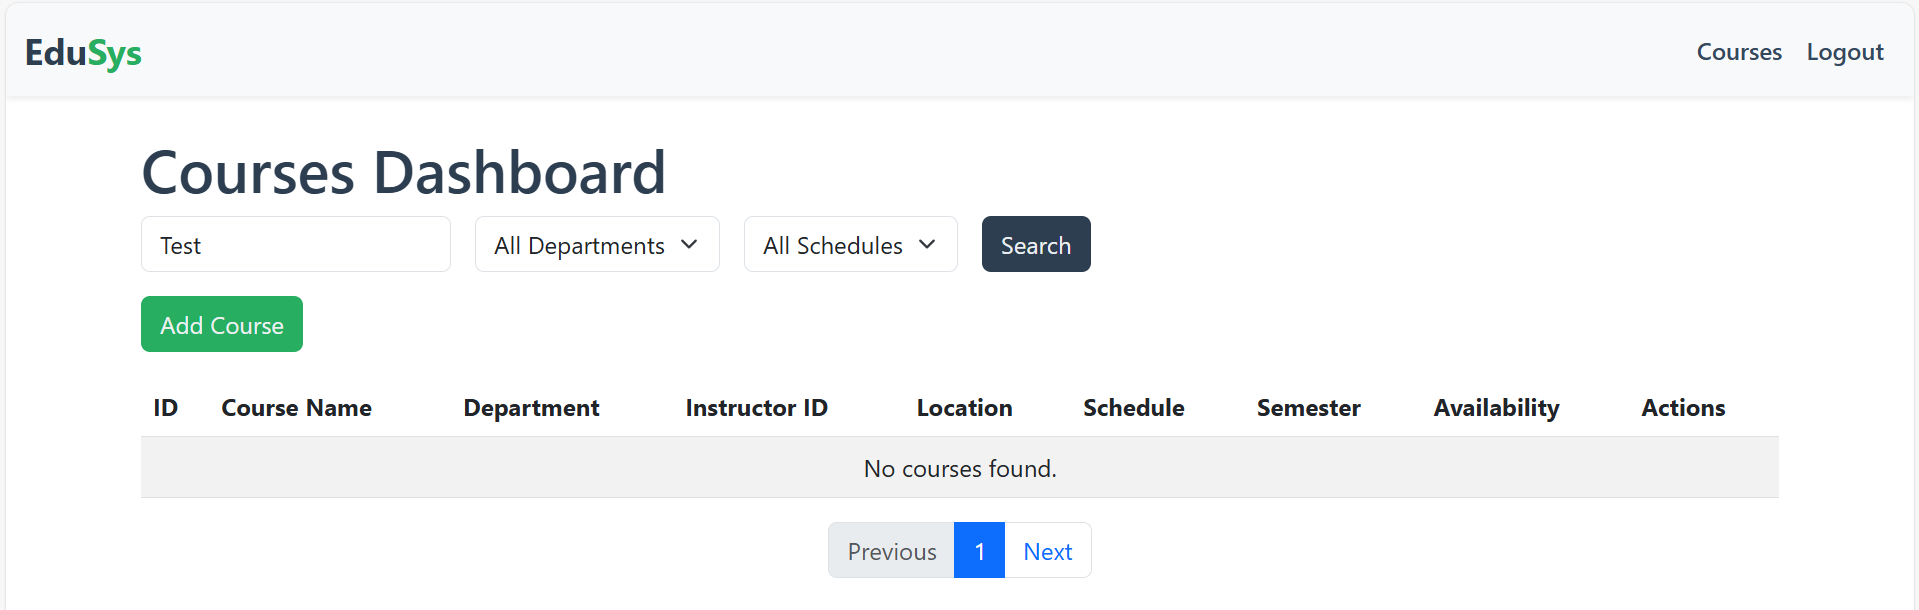 EduSys Courses Logout
Courses Dashboard
Test All Departments All Schedules Search
Add Course
ID Course Name Department Instructor ID Location Schedule Semester Availability Actions
No courses found.
Previous 1 Next